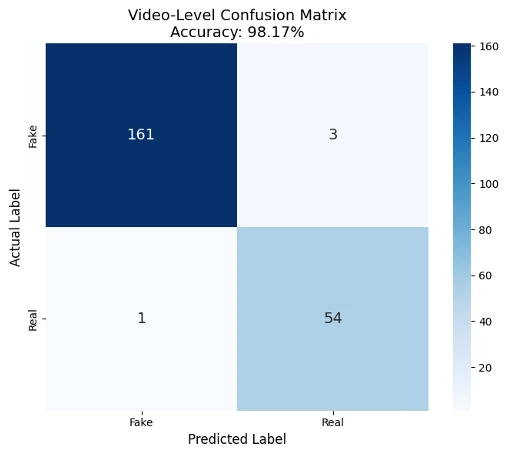 Video-Level Confusion Matrix
Accuracy: 98.17%
Actual Label
Fake
Real
161
3
1
54
Fake
Real
Predicted Label
160
140
120
100
80
60
40
20